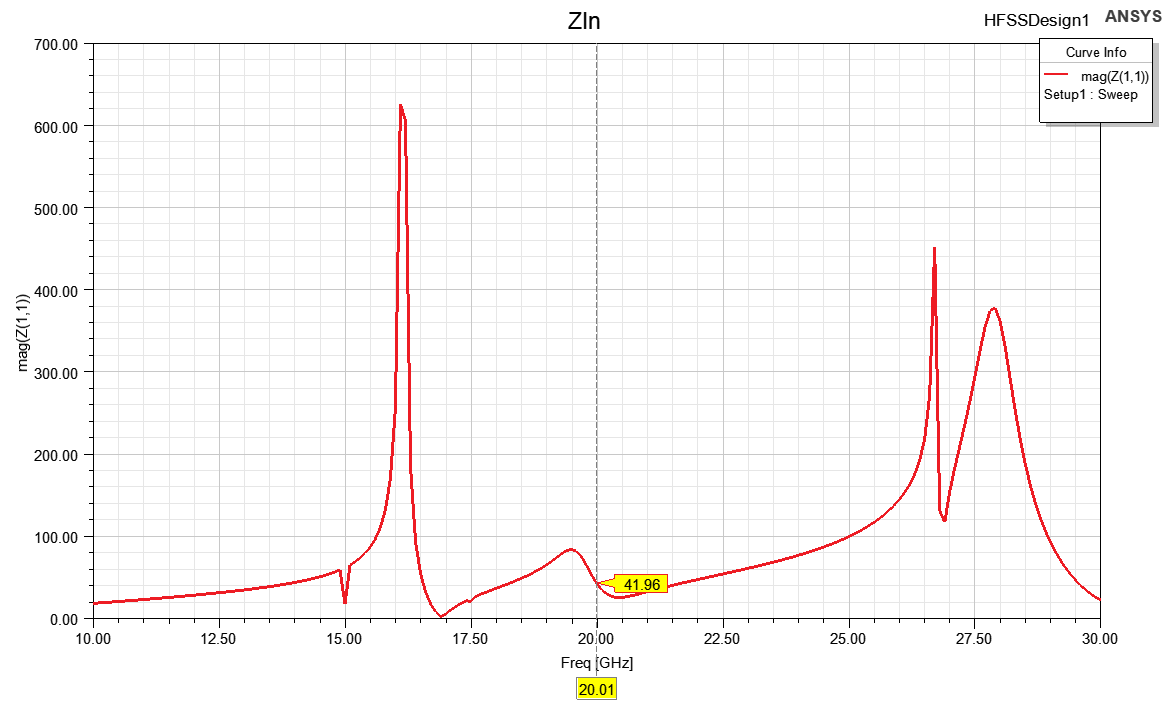 ZIn
HFSSDesign1
ANSYS
Curve Info
mag(Z(1,1))
Setup1 : Sweep
700.00
600.00
500.00
400.00
300.00
200.00
100.00
0.00
mag(Z(1,1))
41.96
10.00 12.50 15.00 17.50 20.00 22.50 25.00 27.50 30.00
Freq [GHz]
20.01